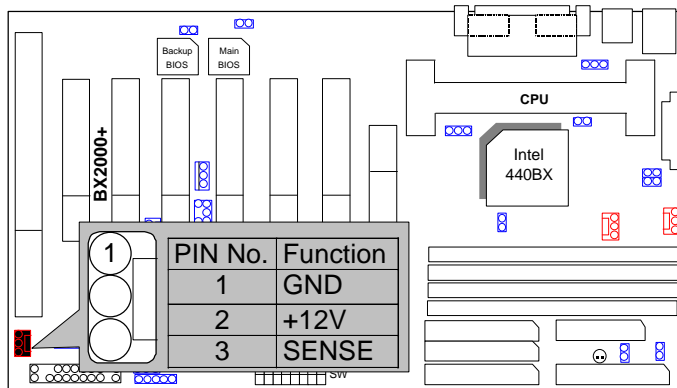 Backup
BIOS
Main
BIOS
CPU
BX2000+
Intel
440BX
1
PIN No. Function
1 GND
2 +12V
3 SENSE
SW